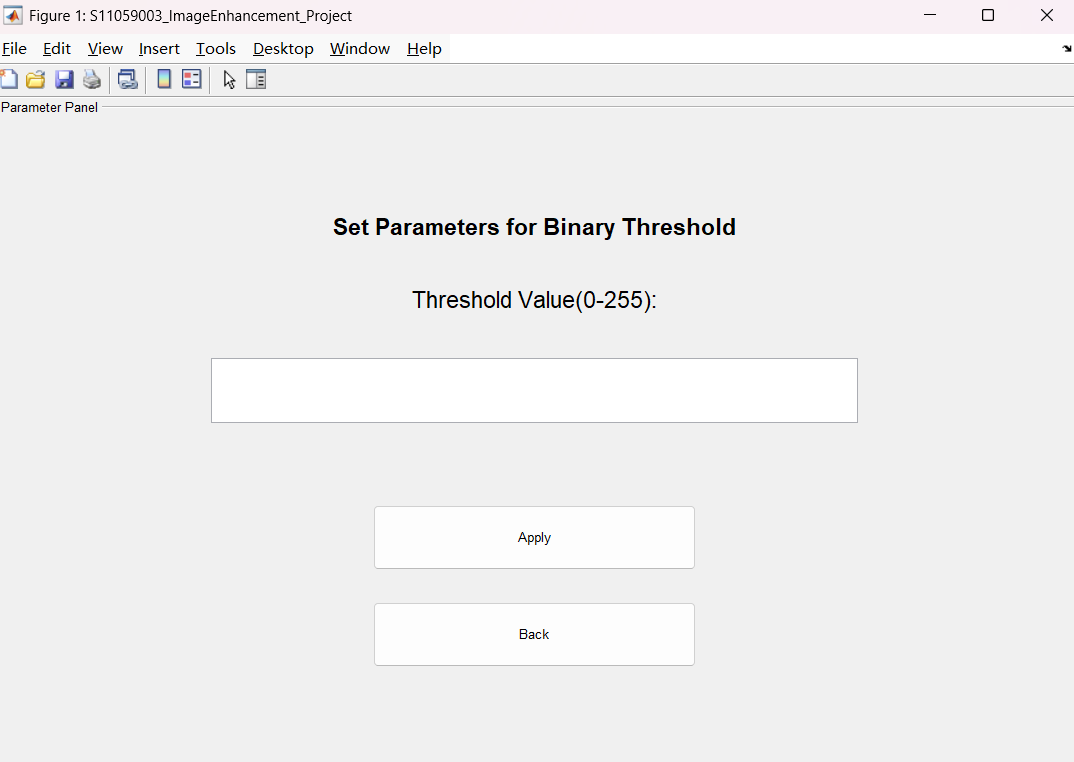 Figure 1: S11059003_ImageEnhancement_Project
File Edit View Insert Tools Desktop Window Help
Parameter Panel
Set Parameters for Binary Threshold
Threshold Value(0-255):
Apply
Back